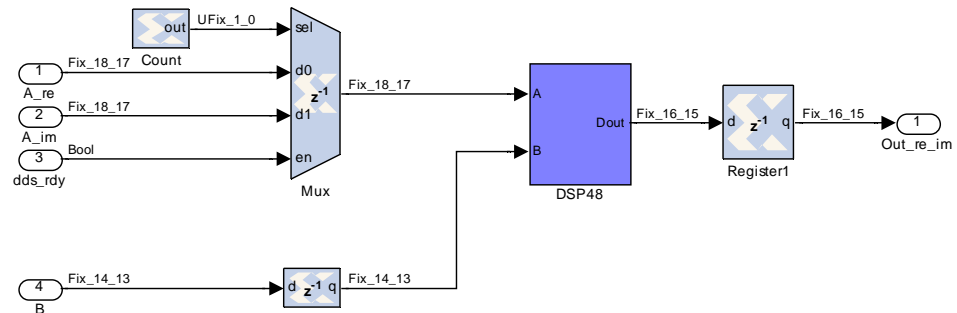 out
UFix_1_0
sel
Count
1
Fix_18_17
d0
A_re
z-1
Fix_18_17
2
Fix_18_17
d1
A_im
3
Bool
en
dds_rdy
Mux
A
B
Dout
DSP48
Fix_16_15
d z-1 q
Register1
Fix_16_15
1
Out_re_im
4
Fix_14_13
B
d z-1 q
Fix_14_13